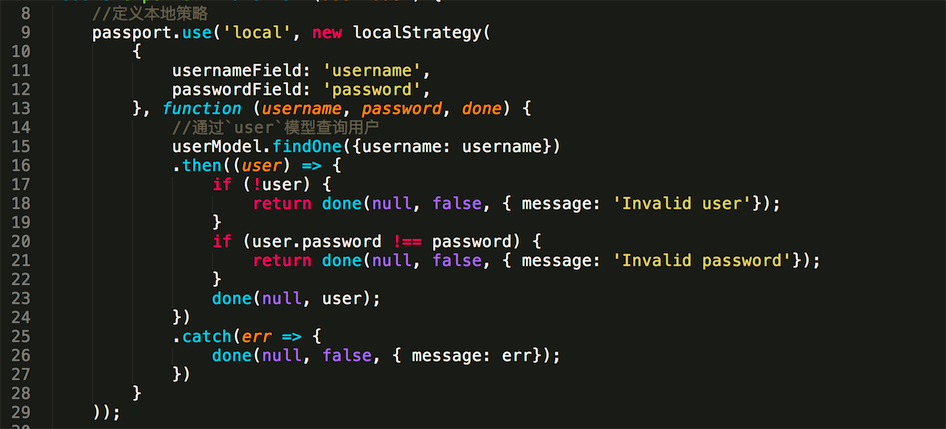 8 //定义本地策略
9 passport.use('local', new localStrategy(
10 {
11 usernameField: 'username',
12 passwordField: 'password',
13 }, function (username, password, done) {
14 //通过`user`模型查询用户
15 userModel.findOne({username: username})
16 .then((user) => {
17 if (!user) {
18 return done(null, false, { message: 'Invalid user'});
19 }
20 if (user.password !== password) {
21 return done(null, false, { message: 'Invalid password'});
22 }
23 done(null, user);
24 })
25 .catch(err => {
26 done(null, false, { message: err});
27 })
28 }
29 ));